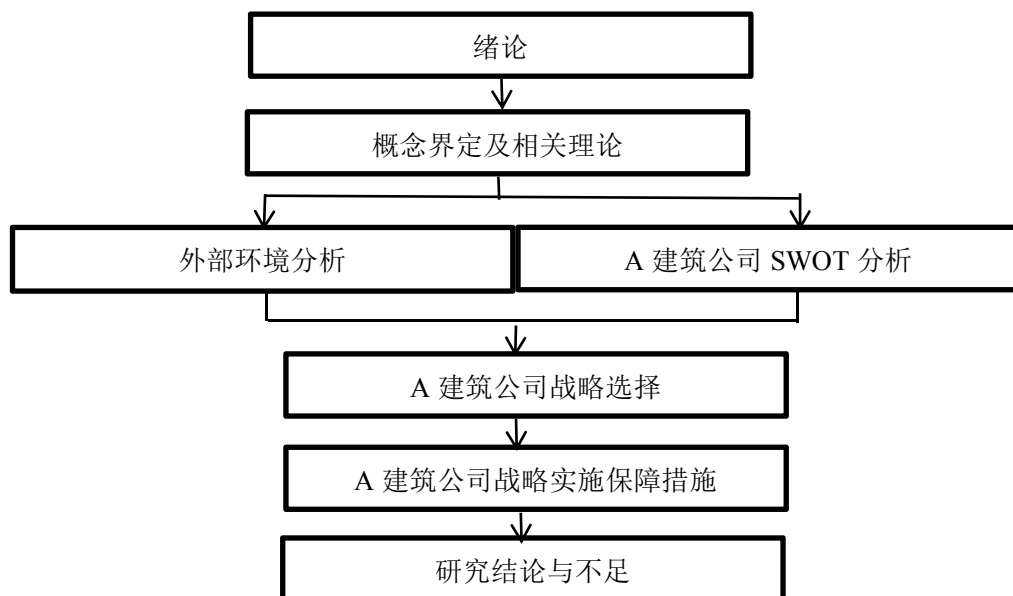 绪论
概念界定及相关理论
外部环境分析
A 建筑公司 SWOT 分析
A 建筑公司战略选择
A 建筑公司战略实施保障措施
研究结论与不足